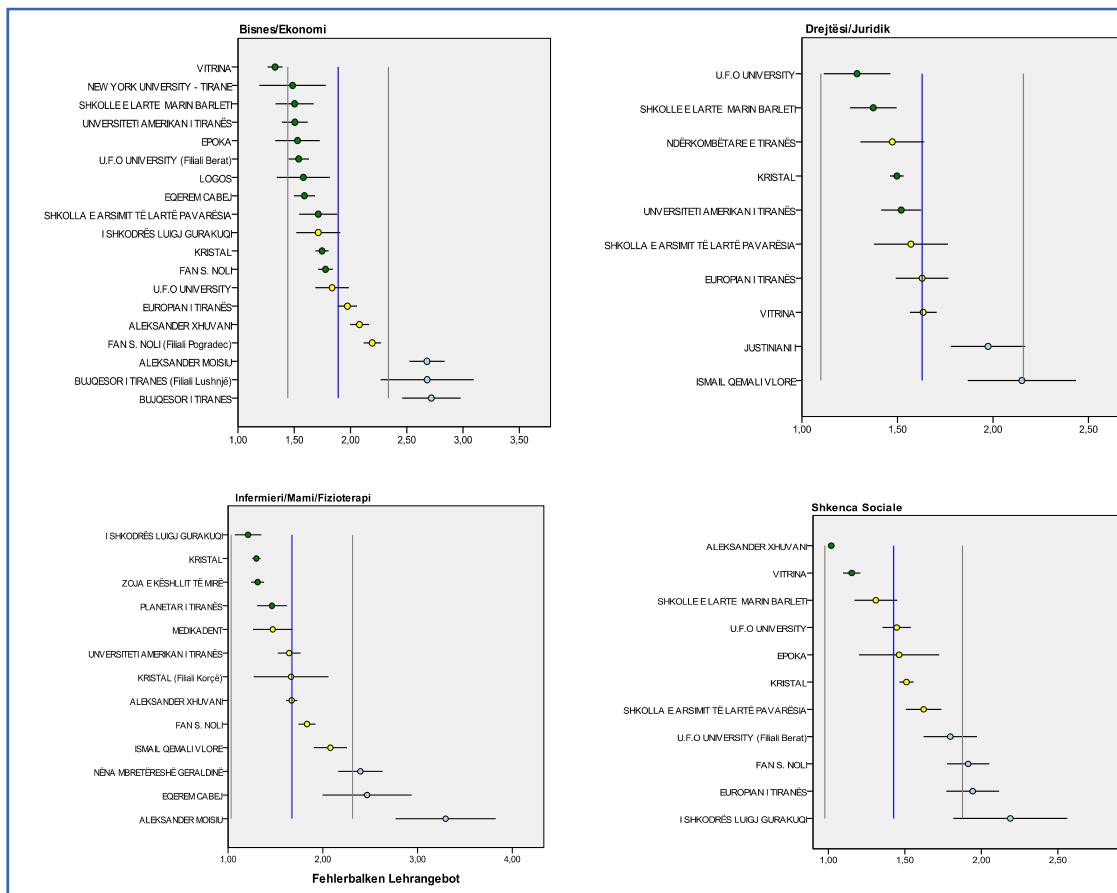 Bisnes/Ekonomi
VITRINA
NEW YORK UNIVERSITY - TIRANE
SHKOLLE E LARTE MARIN BARLETI
UNVERSITETI AMERIKAN I TIRANËS
EPOKA
U.F.O UNIVERSITY (Filiali Berat)
LOGOS
EQEREM CABEJ
SHKOLLA E ARSIMIT TË LARTË PAVARËSIA
I SHKODRËS LUIGJ GURAKUQI
KRISTAL
FAN S. NOLI
U.F.O UNIVERSITY
EUROPIAN I TIRANËS
ALEKSANDER XHUVANI
FAN S. NOLI (Filiali Pogradec)
ALEKSANDER MOISIU
BUJQESOR I TIRANES (Filiali Lushnjë)
BUJQESOR I TIRANES
1,00 1,50 2,00 2,50 3,00 3,50
Drejtësi/Juridik
U.F.O UNIVERSITY
SHKOLLE E LARTE MARIN BARLETI
NDËRKOMBËTARE E TIRANËS
KRISTAL
UNVERSITETI AMERIKAN I TIRANËS
SHKOLLA E ARSIMIT TË LARTË PAVARËSIA
EUROPIAN I TIRANËS
VITRINA
JUSTINIANI I
ISMAIL QEMALI VLORE
1,00 1,50 2,00 2,50
Infermieri/Mami/Fizioterapi
I SHKODRËS LUIGJ GURAKUQI
KRISTAL
ZOJA E KËSHLLIT TË MIRË
PLANETAR I TIRANËS
MEDIKADENT
UNVERSITETI AMERIKAN I TIRANËS
KRISTAL (Filiali Korçë)
ALEKSANDER XHUVANI
FAN S. NOLI
ISMAIL QEMALI VLORE
NËNA MBRETËRESHË GERALDINË
EQEREM CABEJ
ALEKSANDER MOISIU
1,00 2,00 3,00 4,00
Fehlerbalken Lehrangebot
Shkenca Sociale
ALEKSANDER XHUVANI
VITRINA
SHKOLLE E LARTE MARIN BARLETI
U.F.O UNIVERSITY
EPOKA
KRISTAL
SHKOLLA E ARSIMIT TË LARTË PAVARËSIA
U.F.O UNIVERSITY (Filiali Berat)
FAN S. NOLI
EUROPIAN I TIRANËS
I SHKODRËS LUIGJ GURAKUQI
1,00 1,50 2,00 2,50